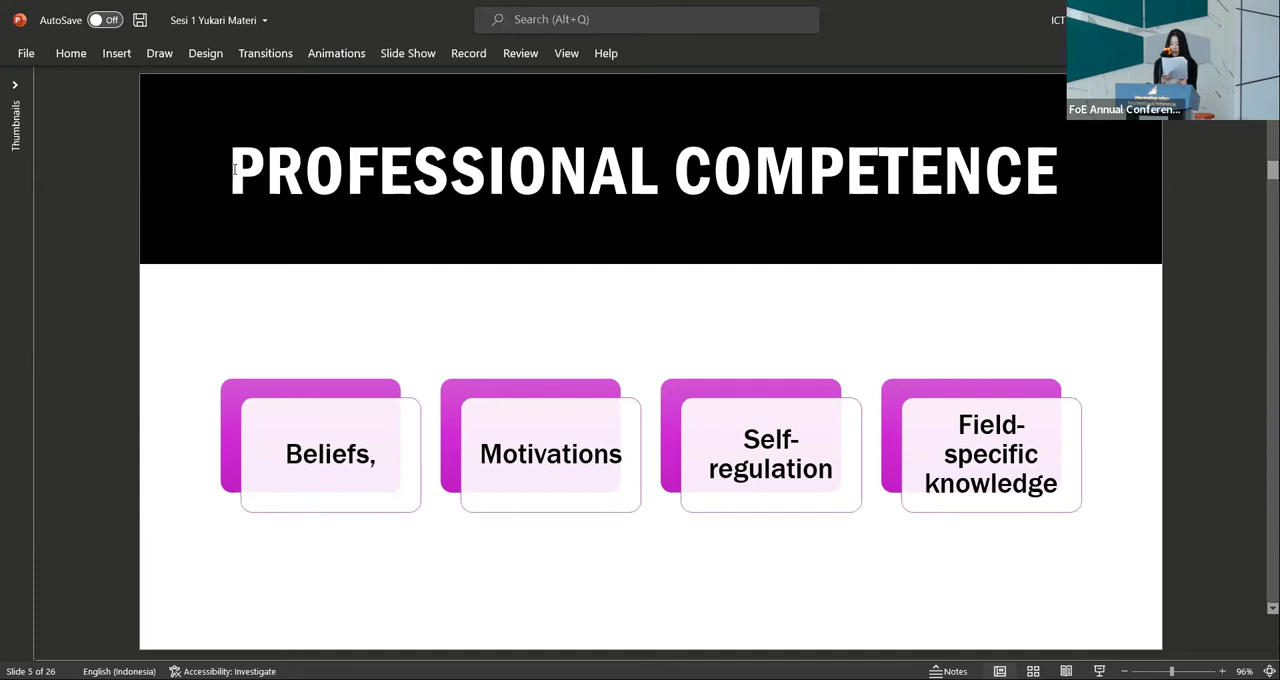 AutoSave Off Sesi 1 Yukari Materi Search (Alt+Q) ICT
File Home Insert Draw Design Transitions Animations Slide Show Record Review View Help
FoE Annual Conferen...
Thumbnails
PROFESSIONAL COMPETENCE
Beliefs,
Motivations
Self-
regulation
Field-
specific
knowledge
Slide 5 of 26 English (Indonesia) Accessibility: Investigate Notes 96%